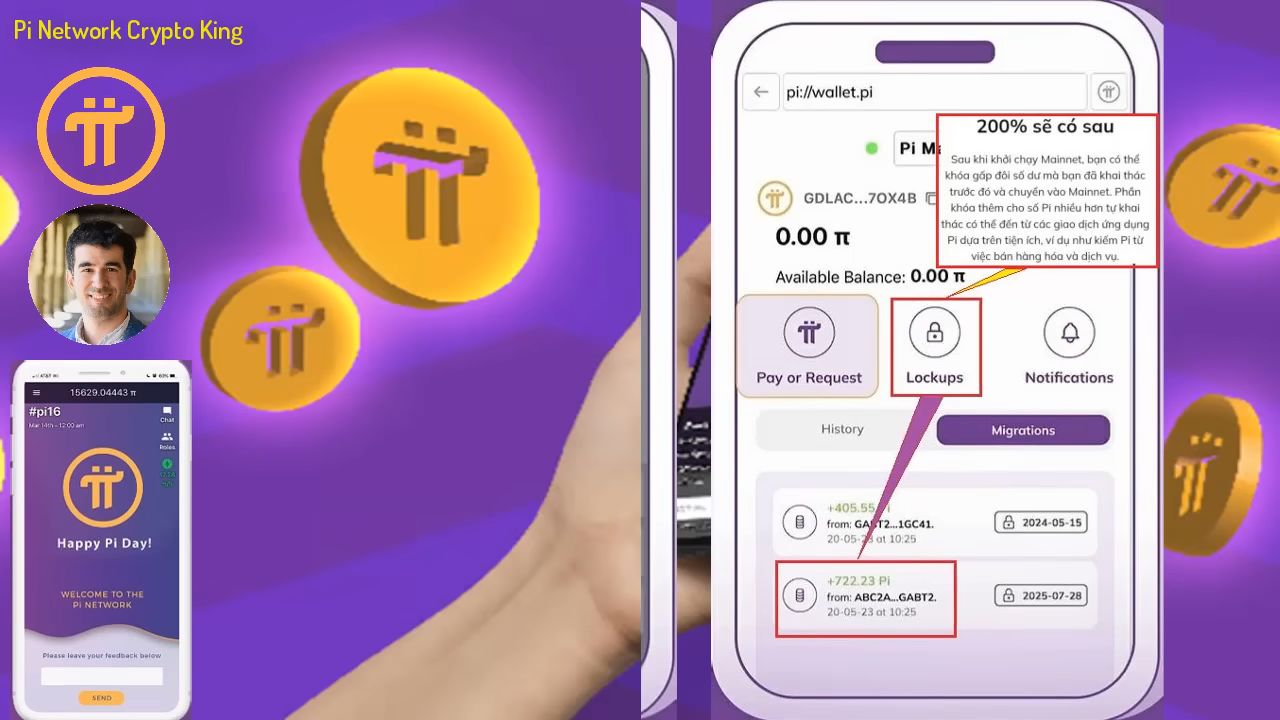 Pi Network Crypto King
15629.04443 π
#pi16
Mar 14th - 12:00 am
Chat
Roles
Happy Pi Day!
WELCOME TO THE
Pi NETWORK
Please leave your feedback below
SEND
pi://wallet.pi
Pi Ma
200% sẽ có sau
Sau khi khởi chạy Mainnet, bạn có thể
khóa gấp đôi số dư mà bạn đã khai thác
trước đó và chuyển vào Mainnet. Phần
khóa thêm cho số Pi nhiều hơn tự khai
thác có thể đến từ các giao dịch ứng dụng
Pi dựa trên tiện ích, ví dụ như kiếm Pi từ
việc bán hàng hóa và dịch vụ.
GDLAC...7OX4B
0.00 π
Available Balance: 0.00 π
Pay or Request
Lockups
Notifications
History
Migrations
+405.55 Pi
from: GABT2...1GC41.
20-05-23 at 10:25
2024-05-15
+722.23 Pi
from: ABC2A...GABT2.
20-05-23 at 10:25
2025-07-28